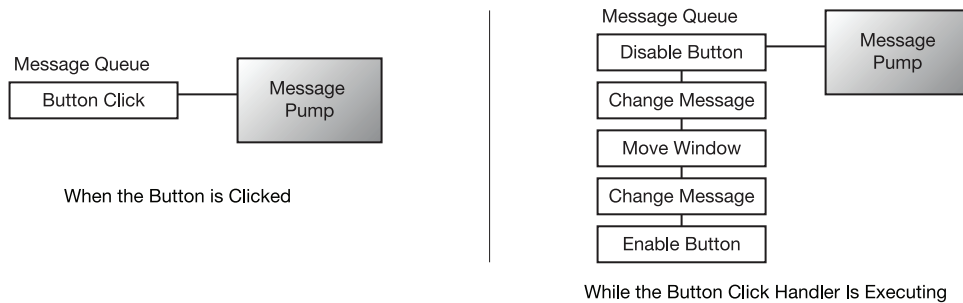 Message Queue
Button Click
Message
Pump
When the Button is Clicked
Message Queue
Disable Button
Change Message
Move Window
Change Message
Enable Button
Message
Pump
While the Button Click Handler Is Executing